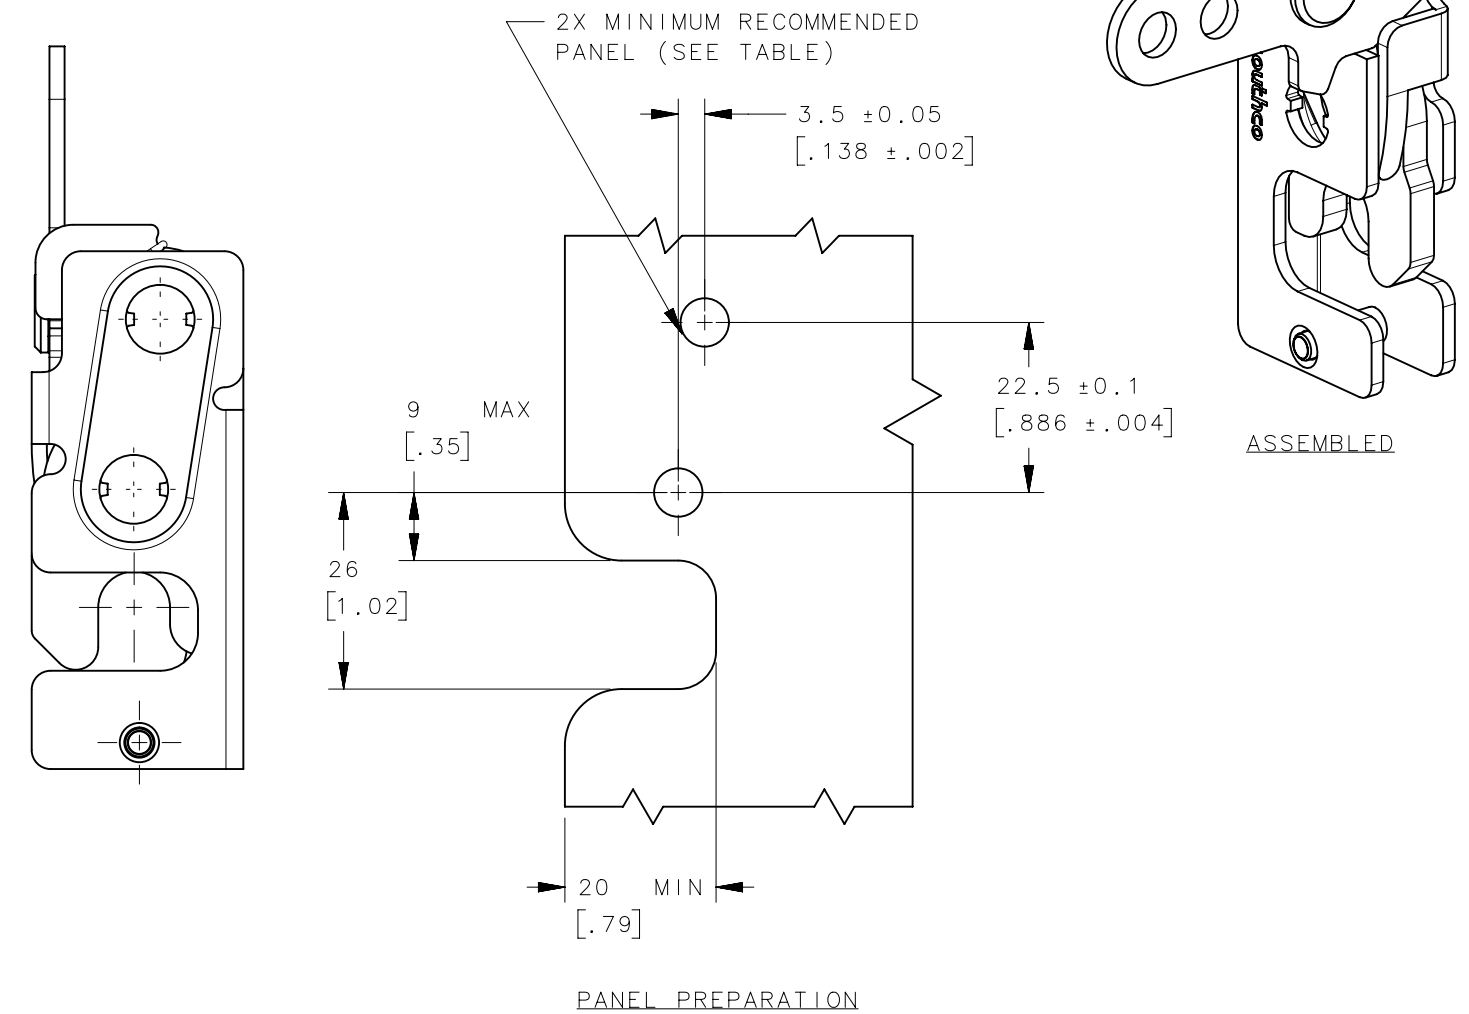 2X MINIMUM RECOMMENDED
PANEL (SEE TABLE)
3.5 ±0.05
[.138 ±.002]
outhco
22.5 ±0.1
[.886 ±.004]
ASSEMBLED
9 MAX
[.35]
26
[1.02]
20 MIN
[.79]
PANEL PREPARATION